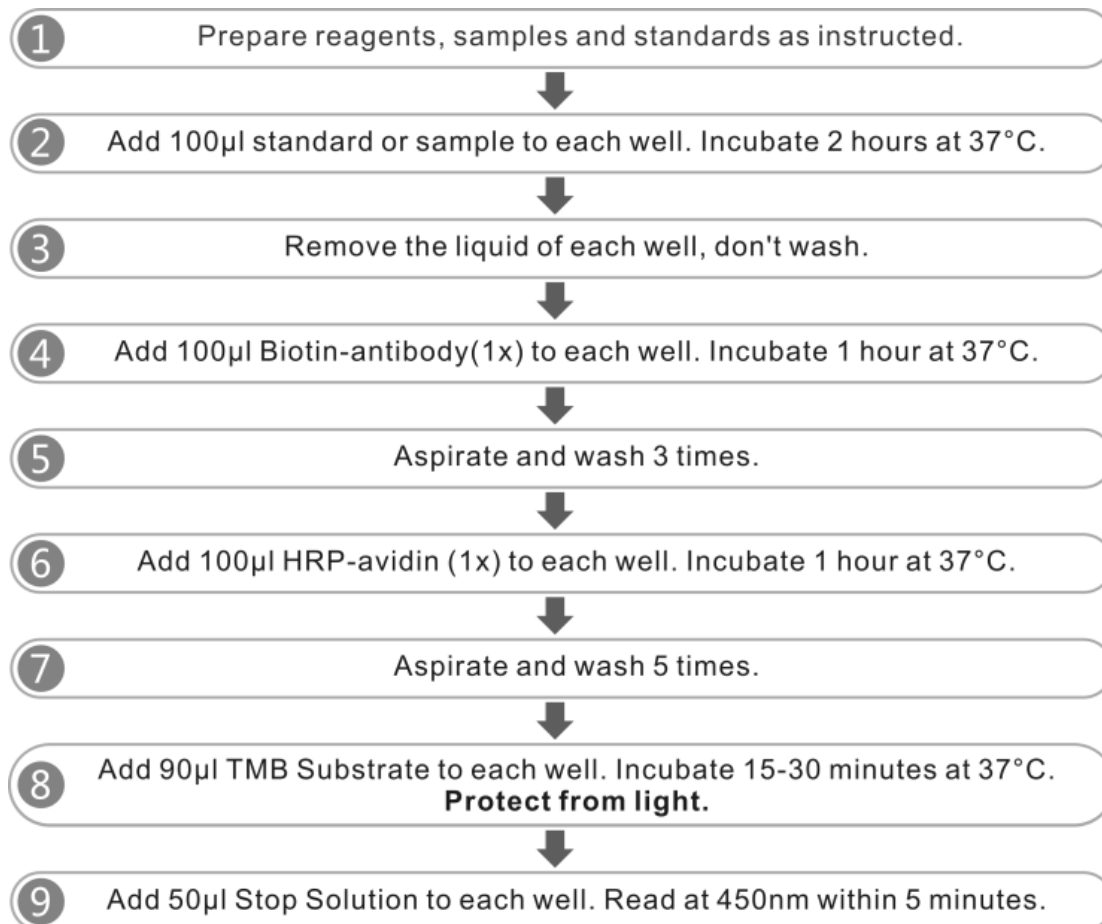 1 Prepare reagents, samples and standards as instructed.
2 Add 100µl standard or sample to each well. Incubate 2 hours at 37°C.
3 Remove the liquid of each well, don't wash.
4 Add 100µl Biotin-antibody(1x) to each well. Incubate 1 hour at 37°C.
5 Aspirate and wash 3 times.
6 Add 100µl HRP-avidin (1x) to each well. Incubate 1 hour at 37°C.
7 Aspirate and wash 5 times.
8 Add 90µl TMB Substrate to each well. Incubate 15-30 minutes at 37°C.
Protect from light.
9 Add 50µl Stop Solution to each well. Read at 450nm within 5 minutes.